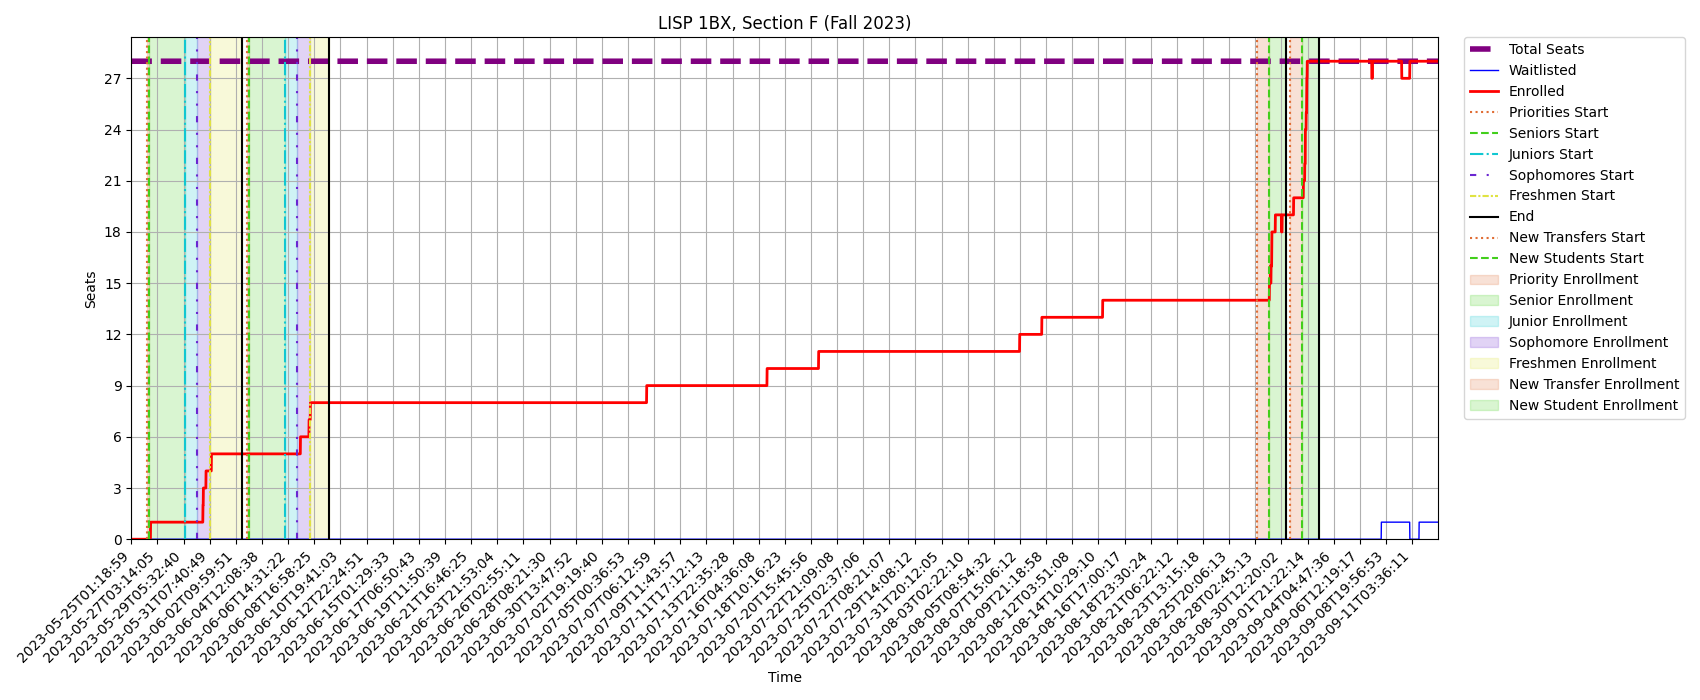 LISP 1BX, Section F (Fall 2023)
Seats
27
24
21
18
15
12
9
6
3
0
2023-05-25T01:18:59
2023-05-27T03:14:05
2023-05-29T05:32:40
2023-05-31T07:40:49
2023-06-02T09:59:51
2023-06-04T12:08:38
2023-06-06T14:31:22
2023-06-08T16:58:25
2023-06-10T19:41:03
2023-06-12T22:24:51
2023-06-15T01:29:33
2023-06-17T06:50:43
2023-06-19T11:50:39
2023-06-21T16:46:25
2023-06-23T21:53:04
2023-06-26T02:55:11
2023-06-28T08:21:30
2023-06-30T13:47:52
2023-07-02T19:19:40
2023-07-05T00:36:53
2023-07-07T06:12:59
2023-07-09T11:43:57
2023-07-11T17:12:13
2023-07-13T22:35:28
2023-07-16T04:36:08
2023-07-18T10:16:23
2023-07-20T15:45:56
2023-07-22T21:09:08
2023-07-25T02:37:06
2023-07-27T08:21:07
2023-07-29T14:08:12
2023-07-31T20:12:05
2023-08-03T02:22:10
2023-08-05T08:54:32
2023-08-07T15:06:12
2023-08-09T21:18:58
2023-08-12T03:51:08
2023-08-14T10:29:10
2023-08-16T17:00:17
2023-08-18T23:30:24
2023-08-21T06:22:12
2023-08-23T13:15:18
2023-08-25T20:06:13
2023-08-28T02:45:13
2023-08-30T12:20:02
2023-09-01T21:22:14
2023-09-04T04:47:36
2023-09-06T12:19:17
2023-09-08T19:56:53
2023-09-11T03:36:11
Time
Total Seats
Waitlisted
Enrolled
Priorities Start
Seniors Start
Juniors Start
Sophomores Start
Freshmen Start
End
New Transfers Start
New Students Start
Priority Enrollment
Senior Enrollment
Junior Enrollment
Sophomore Enrollment
Freshmen Enrollment
New Transfer Enrollment
New Student Enrollment